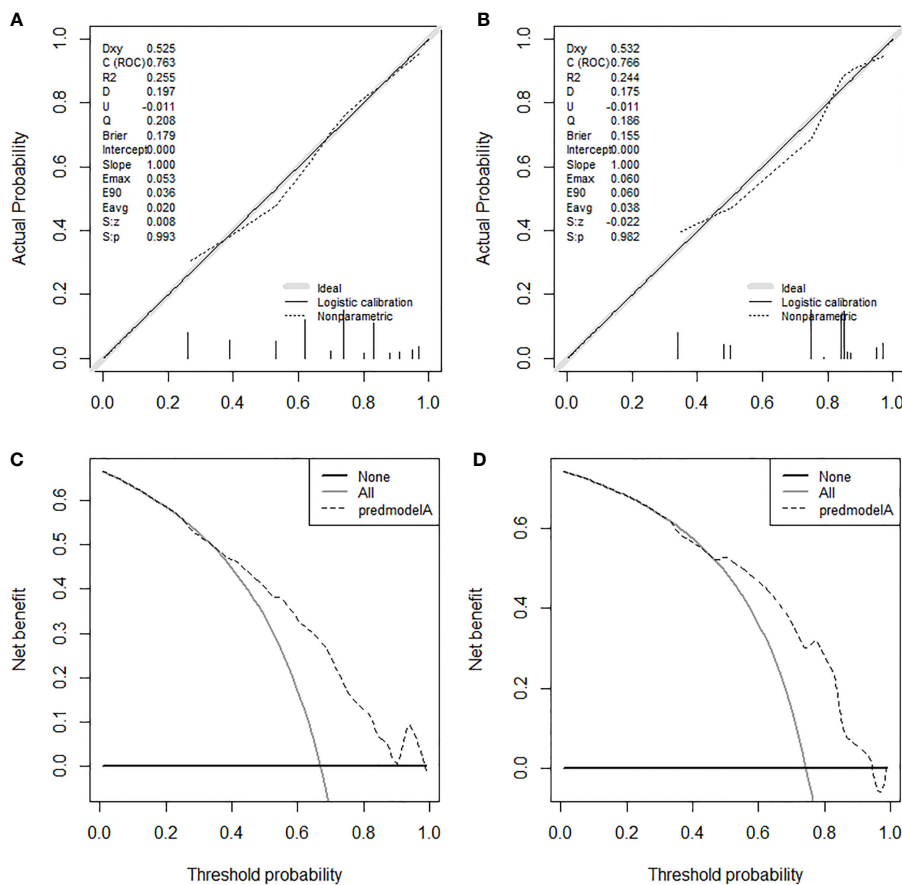 A
B
Dxy 0.525
C (ROC) 0.763
R2 0.255
D 0.197
U -0.011
Q 0.208
Brier 0.179
Intercept 0.000
Slope 1.000
Emax 0.053
E90 0.036
Eavg 0.020
S:z 0.008
S:p 0.993
Ideal
Logistic calibration
Nonparametric
Actual Probability
0.0 0.2 0.4 0.6 0.8 1.0
0.0 0.2 0.4 0.6 0.8 1.0
Dxy 0.532
C (ROC) 0.766
R2 0.244
D 0.175
U -0.011
Q 0.186
Brier 0.155
Intercept 0.000
Slope 1.000
Emax 0.060
E90 0.060
Eavg 0.038
S:z -0.022
S:p 0.982
Ideal
Logistic calibration
Nonparametric
Actual Probability
0.0 0.2 0.4 0.6 0.8 1.0
0.0 0.2 0.4 0.6 0.8 1.0
C
D
None
All
predmodelA
Net benefit
0.0 0.1 0.2 0.3 0.4 0.5 0.6
0.0 0.2 0.4 0.6 0.8 1.0
Threshold probability
None
All
predmodelA
Net benefit
0.0 0.2 0.4 0.6
0.0 0.2 0.4 0.6 0.8 1.0
Threshold probability